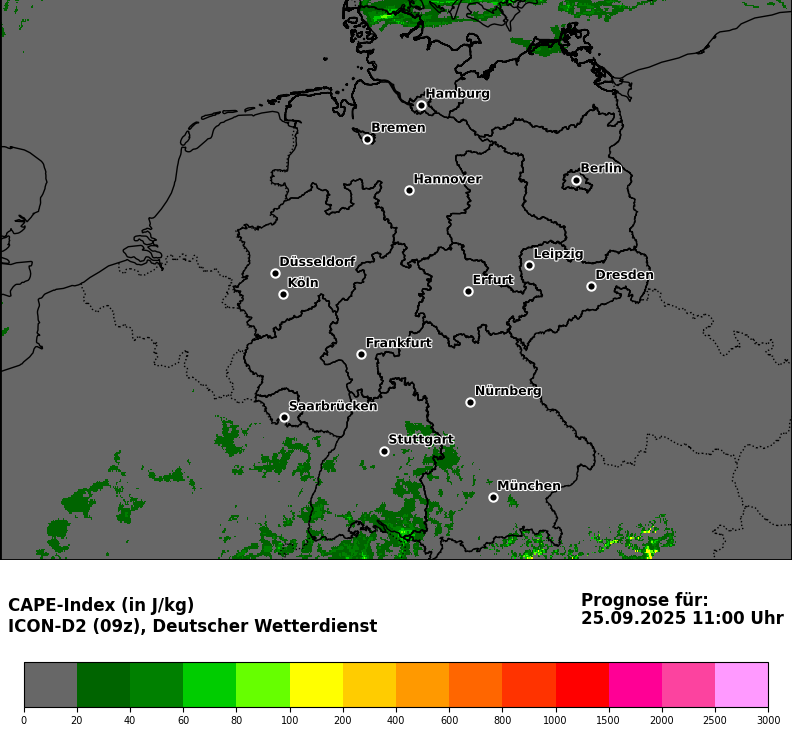 Hamburg
Bremen
Berlin
Hannover
Leipzig
Düsseldorf
Dresden
Köln
Erfurt
Frankfurt
Nürnberg
Saarbrücken
Stuttgart
München
CAPE-Index (in J/kg)
ICON-D2 (09z), Deutscher Wetterdienst
Prognose für:
25.09.2025 11:00 Uhr
0 20 40 60 80 100 200 400 600 800 1000 1500 2000 2500 3000